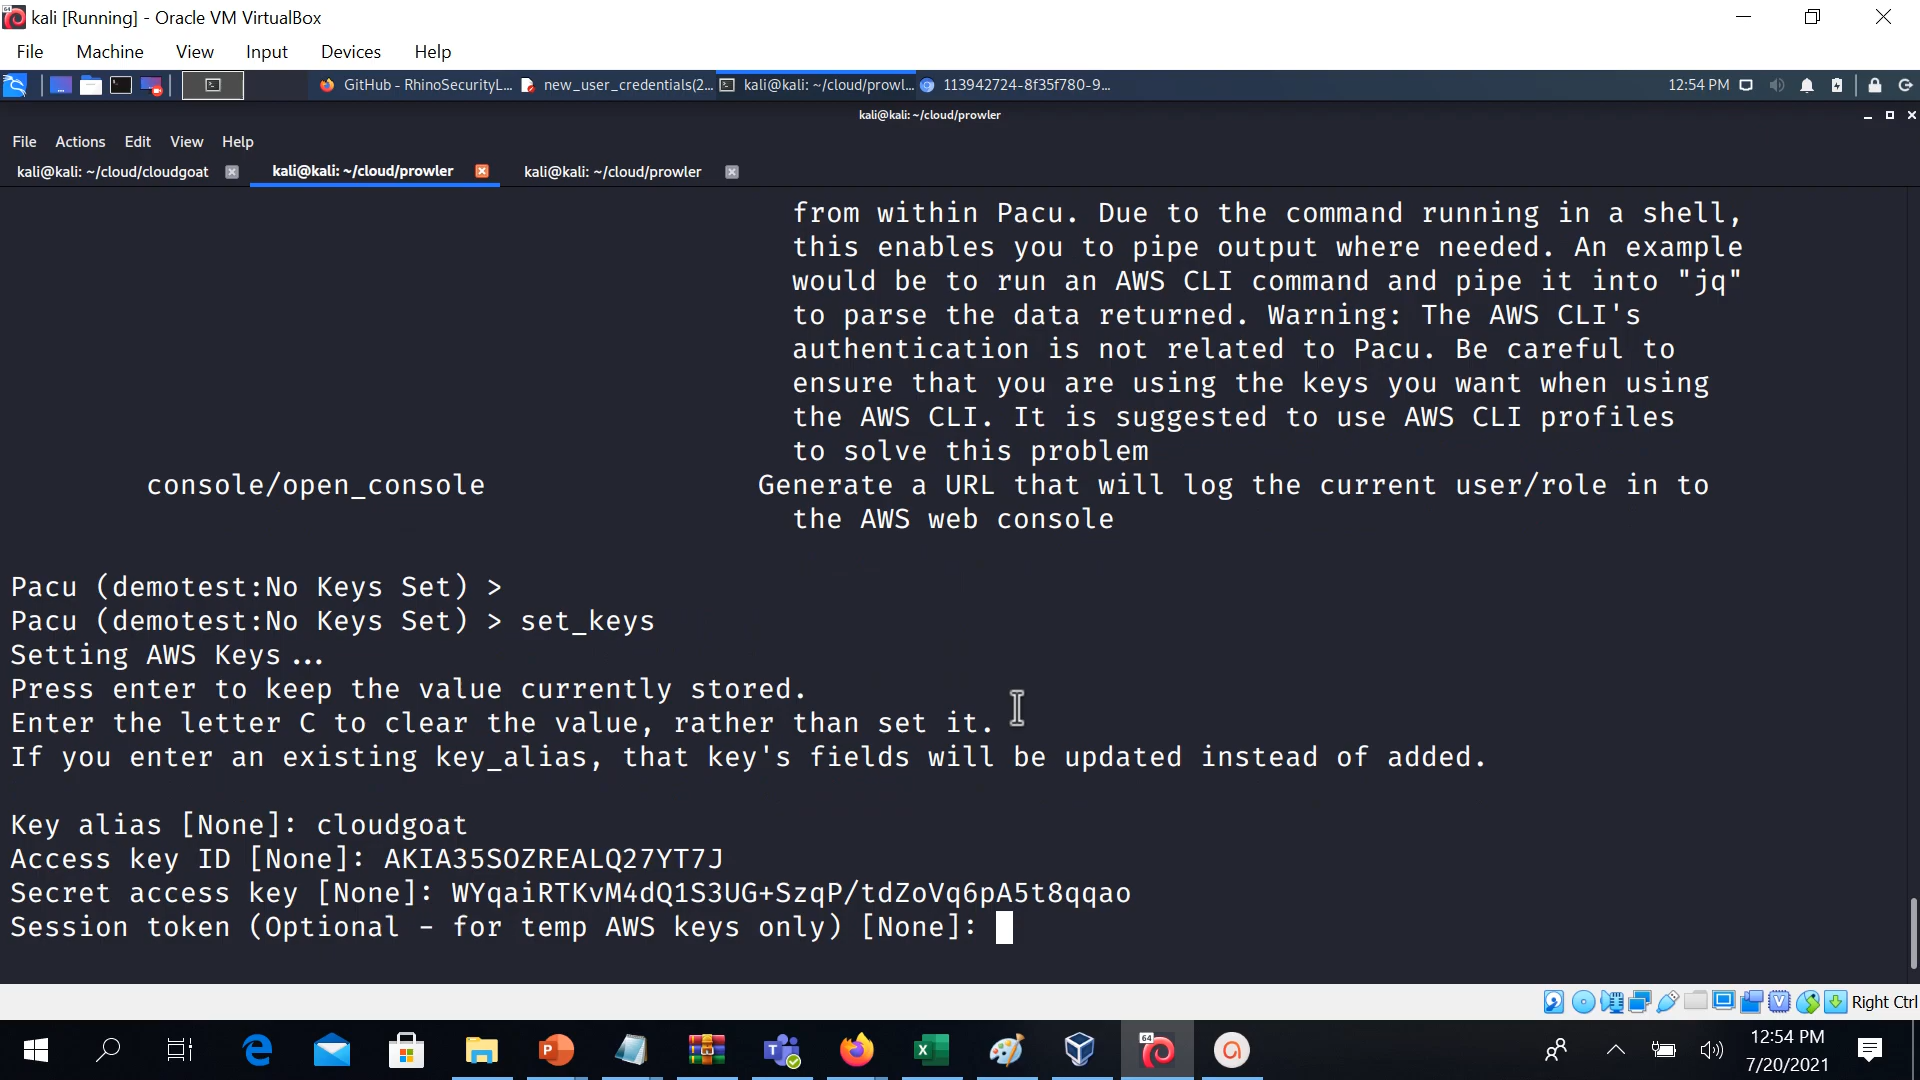 kali [Running] - Oracle VM VirtualBox
File Machine View Input Devices Help
GitHub - RhinoSecurityL... new_user_credentials(2... kali@kali: ~/cloud/prowl... 113942724-8f35f780-9... 12:54 PM
kali@kali: ~/cloud/prowler
File Actions Edit View Help
kali@kali: ~/cloud/cloudgoat kali@kali: ~/cloud/prowler kali@kali: ~/cloud/prowler
from within Pacu. Due to the command running in a shell,
this enables you to pipe output where needed. An example
would be to run an AWS CLI command and pipe it into "jq"
to parse the data returned. Warning: The AWS CLI's
authentication is not related to Pacu. Be careful to
ensure that you are using the keys you want when using
the AWS CLI. It is suggested to use AWS CLI profiles
to solve this problem
console/open_console Generate a URL that will log the current user/role in to
the AWS web console
Pacu (demotest:No Keys Set) >
Pacu (demotest:No Keys Set) > set_keys
Setting AWS Keys...
Press enter to keep the value currently stored.
Enter the letter C to clear the value, rather than set it.
If you enter an existing key_alias, that key's fields will be updated instead of added.
Key alias [None]: cloudgoat
Access key ID [None]: AKIA35SOZREALQ27YT7J
Secret access key [None]: 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
Session token (Optional - for temp AWS keys only) [None]:
Right Ctrl
12:54 PM
7/20/2021